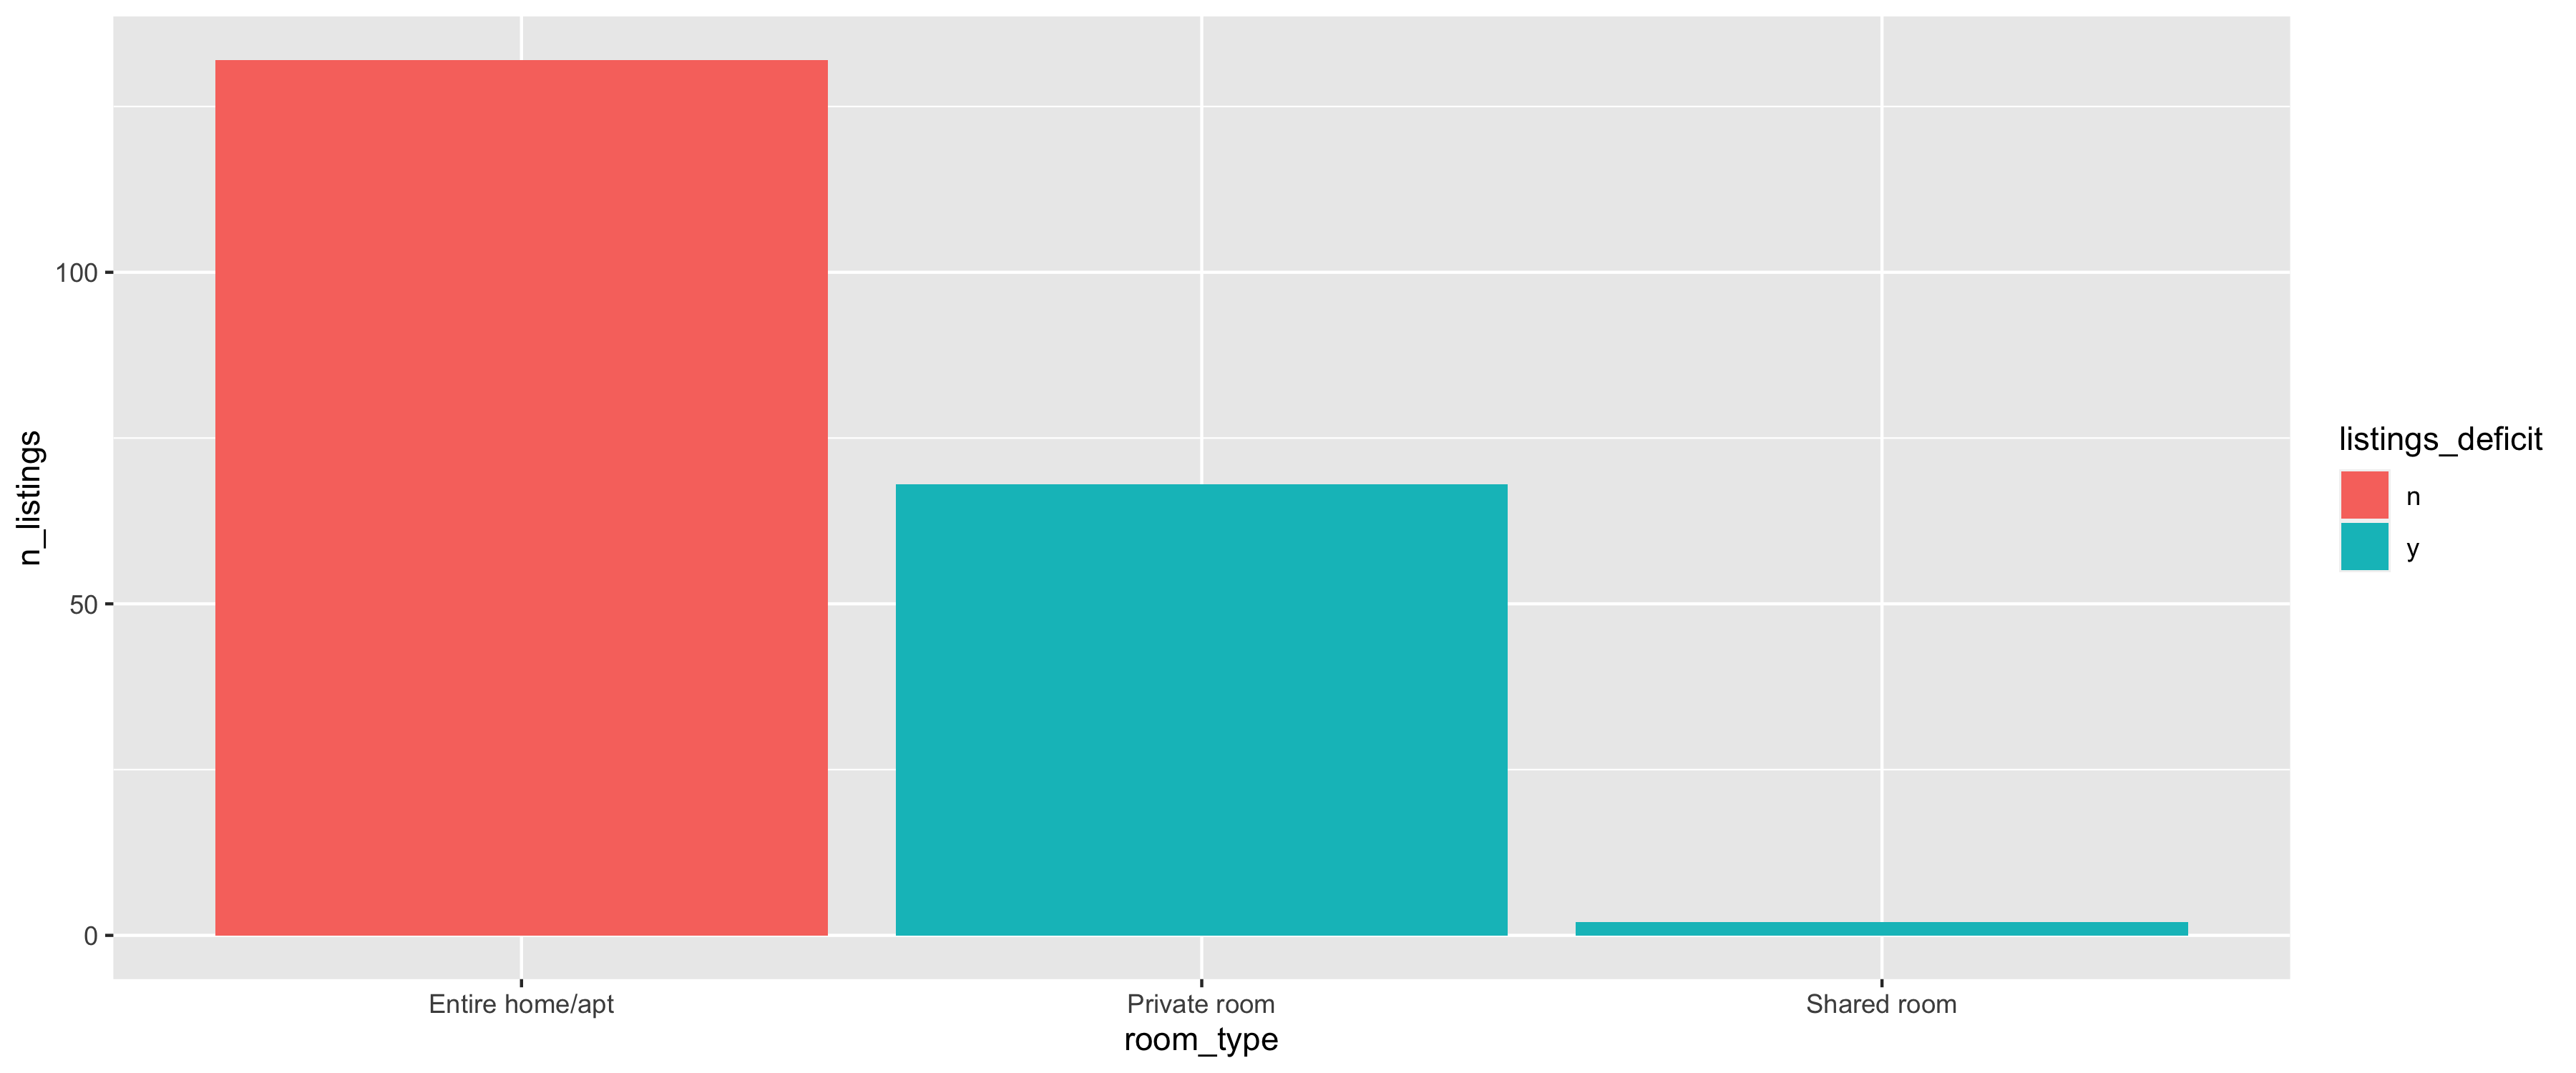 n_listings
100
50
0
Entire home/apt
Private room
Shared room
room_type
listings_deficit
n
y